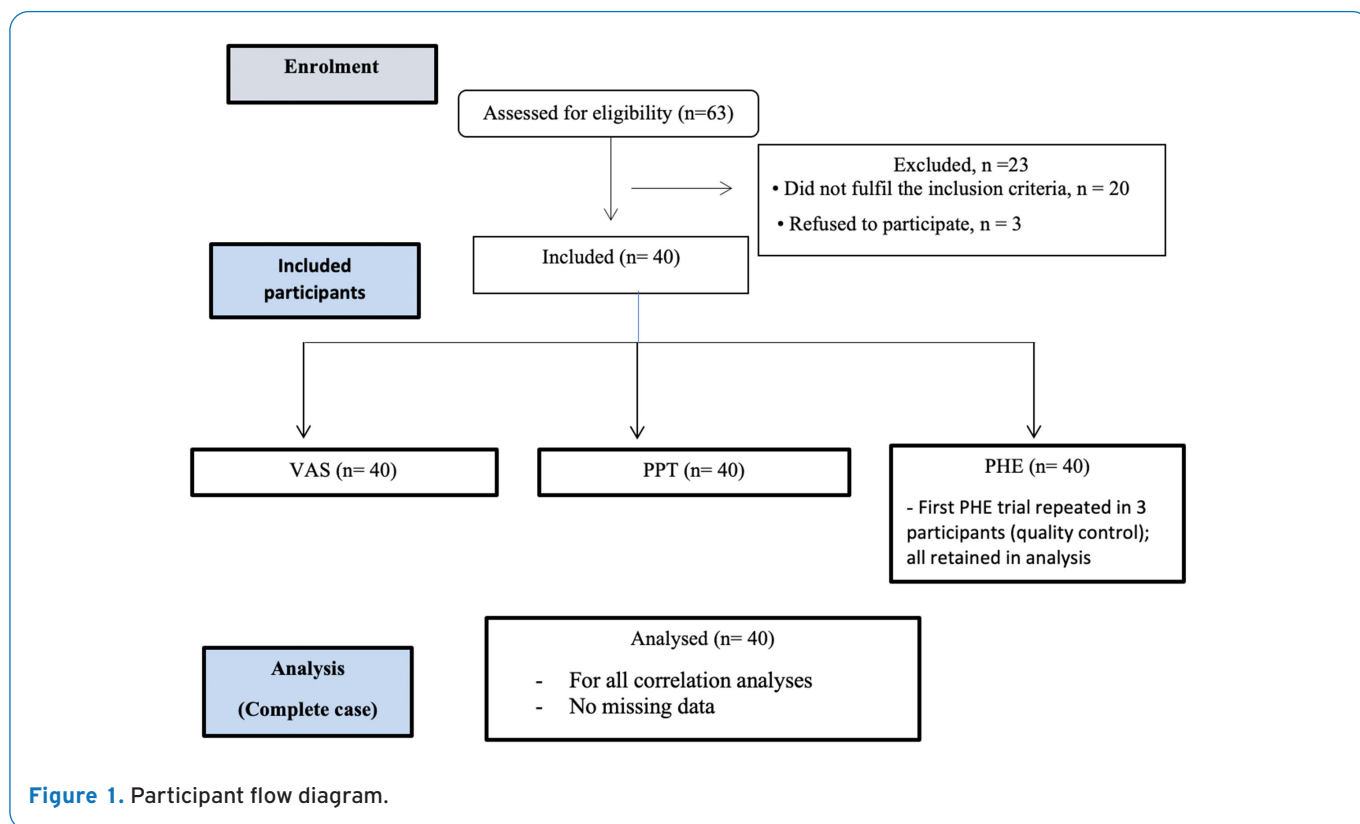 Enrolment
Assessed for eligibility (n=63)
Excluded, n =23
• Did not fulfil the inclusion criteria, n = 20
• Refused to participate, n = 3
Included
participants
Included (n= 40)
VAS (n= 40)
PPT (n= 40)
PHE (n= 40)
- First PHE trial repeated in 3
participants (quality control);
all retained in analysis
Analysis
(Complete case)
Analysed (n= 40)
- For all correlation analyses
- No missing data
Figure 1. Participant flow diagram.